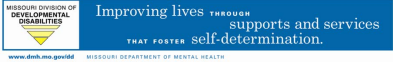 MISSOURI DIVISION OF
DEVELOPMENTAL
DISABILITIES
Improving lives THROUGH
supports and services
THAT FOSTER self-determination.
www.dmh.mo.gov/dd MISSOURI DEPARTMENT OF MENTAL HEALTH